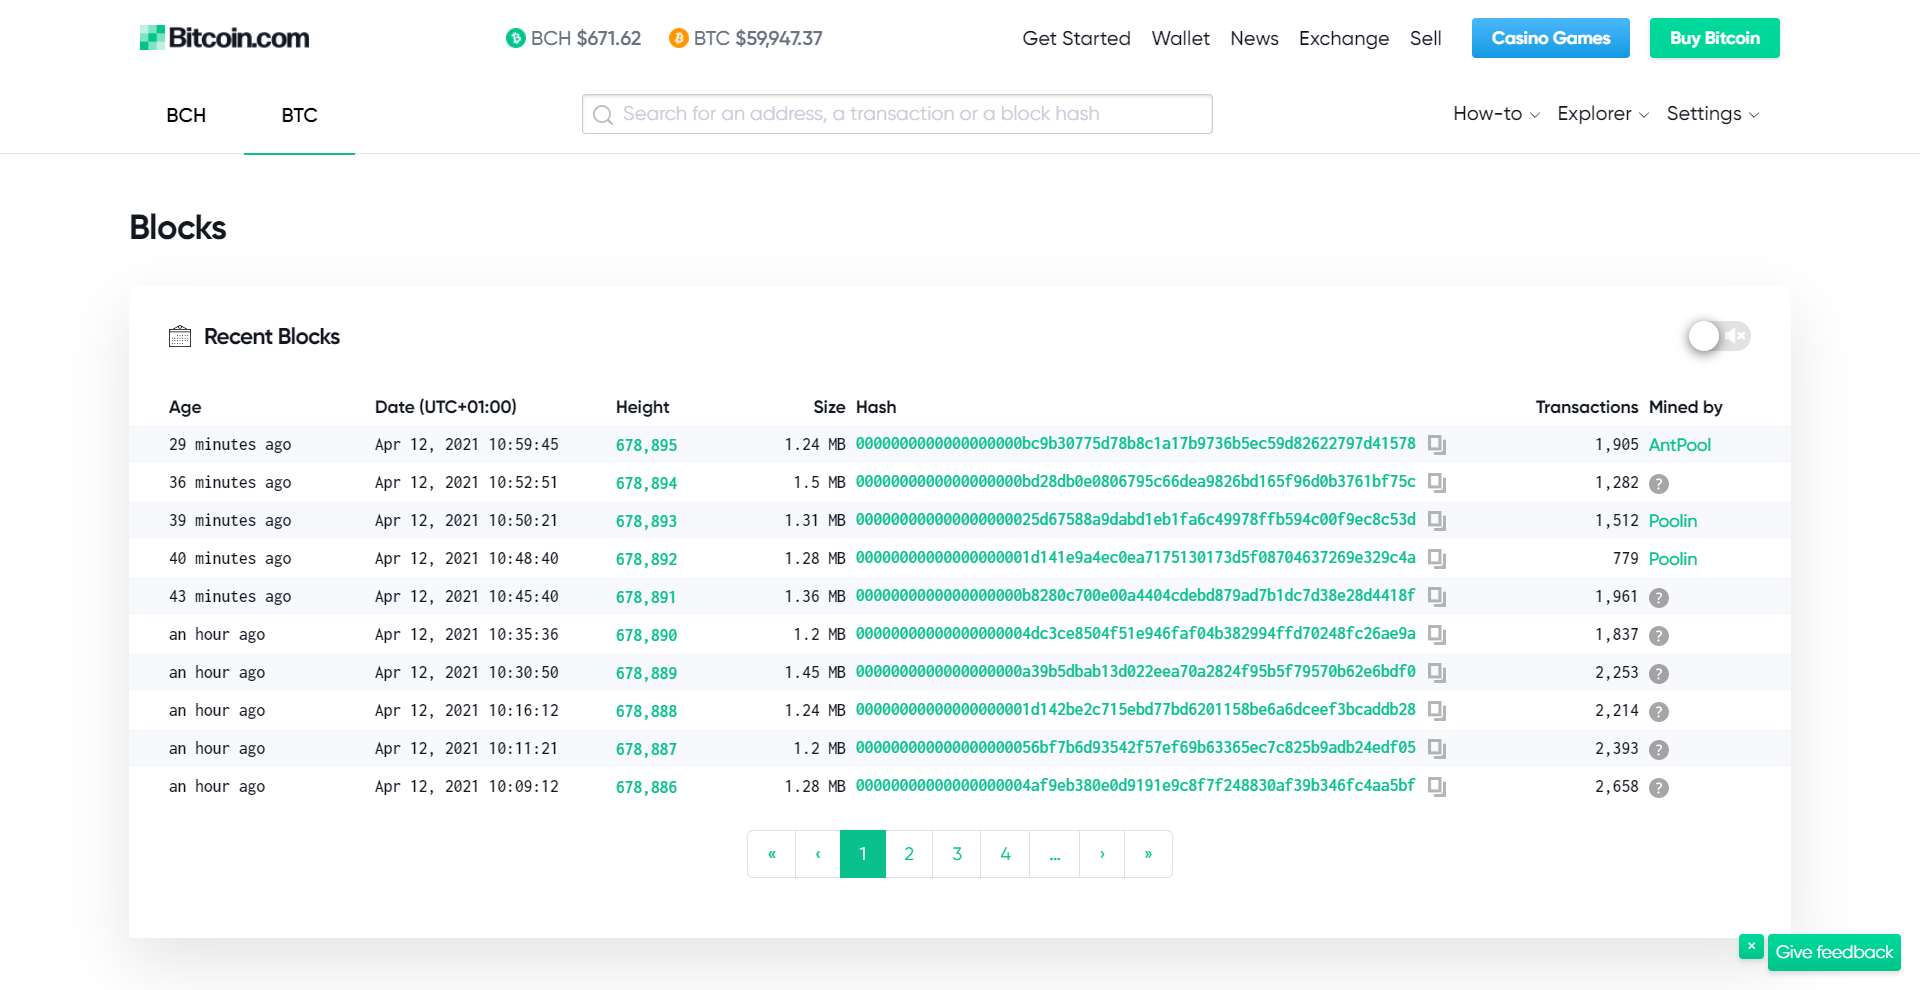 Bitcoin.com BCH $671.62 BTC $59,947.37 Get Started Wallet News Exchange Sell Casino Games Buy Bitcoin
BCH BTC Search for an address, a transaction or a block hash How-to Explorer Settings
Blocks
Recent Blocks
Age Date (UTC+01:00) Height Size Hash Transactions Mined by
29 minutes ago Apr 12, 2021 10:59:45 678,895 1.24 MB 0000000000000000000bc9b30775d78b8c1a17b9736b5ec59d82622797d41578 1,905 AntPool
36 minutes ago Apr 12, 2021 10:52:51 678,894 1.5 MB 0000000000000000000bd28db0e0806795c66dea9826bd165f96d0b3761bf75c 1,282 ?
39 minutes ago Apr 12, 2021 10:50:21 678,893 1.31 MB 000000000000000000025d67588a9dabd1eb1fa6c49978ffb594c00f9ec8c53d 1,512 Poolin
40 minutes ago Apr 12, 2021 10:48:40 678,892 1.28 MB 00000000000000000001d141e9a4ec0ea7175130173d5f08704637269e329c4a 779 Poolin
43 minutes ago Apr 12, 2021 10:45:40 678,891 1.36 MB 0000000000000000000b8280c700e00a4404cdebd879ad7b1dc7d38e28d4418f 1,961 ?
an hour ago Apr 12, 2021 10:35:36 678,890 1.2 MB 00000000000000000004dc3ce8504f51e946faf04b382994ffd70248fc26ae9a 1,837 ?
an hour ago Apr 12, 2021 10:30:50 678,889 1.45 MB 0000000000000000000a39b5dbab13d022eea70a2824f95b5f79570b62e6bdf0 2,253 ?
an hour ago Apr 12, 2021 10:16:12 678,888 1.24 MB 00000000000000000001d142be2c715ebd77bd6201158be6a6dceef3bcaddb28 2,214 ?
an hour ago Apr 12, 2021 10:11:21 678,887 1.2 MB 000000000000000000056bf7b6d93542f57ef69b63365ec7c825b9adb24edf05 2,393 ?
an hour ago Apr 12, 2021 10:09:12 678,886 1.28 MB 00000000000000000004af9eb380e0d9191e9c8f7f248830af39b346fc4aa5bf 2,658 ?
« ‹ 1 2 3 4 … › »
× Give feedback